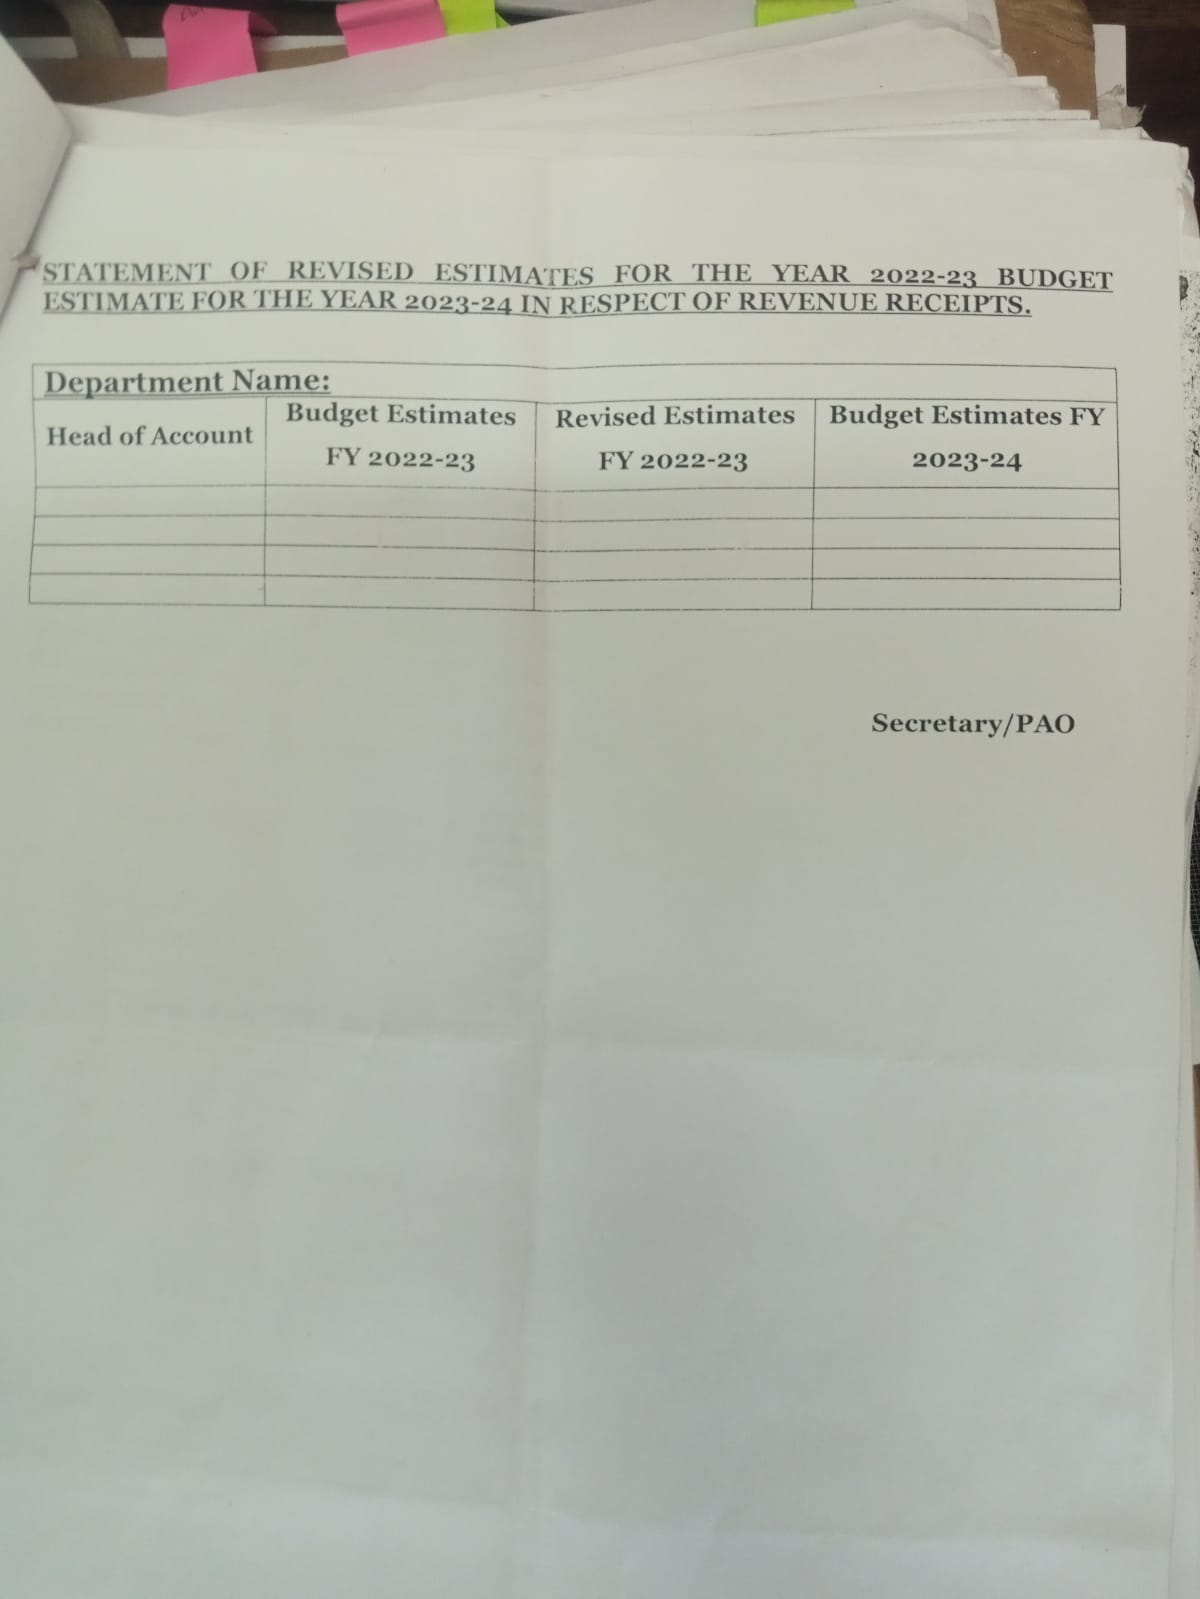 STATEMENT OF REVISED ESTIMATES FOR THE YEAR 2022-23 BUDGET
ESTIMATE FOR THE YEAR 2023-24 IN RESPECT OF REVENUE RECEIPTS.
Department Name:
Head of Account
Budget Estimates
FY 2022-23
Revised Estimates
FY 2022-23
Budget Estimates FY
2023-24
Secretary/PAO